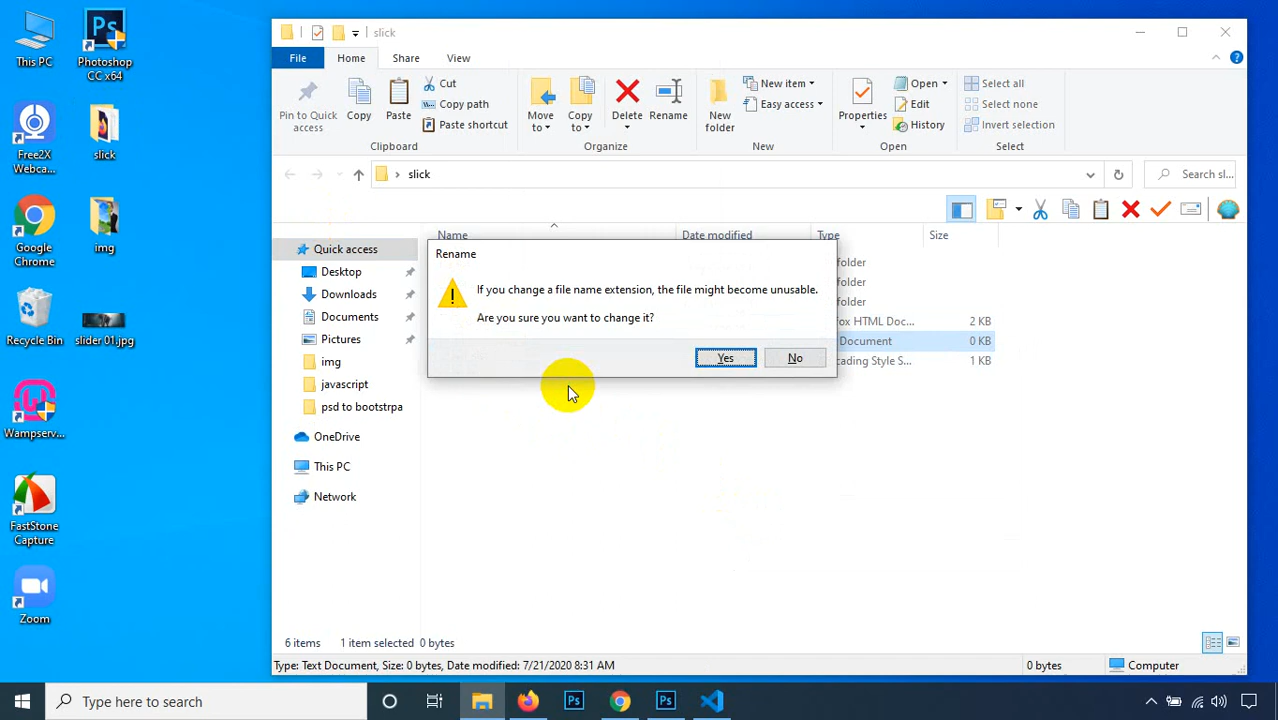 This PC
Photoshop
CC x64
Free2X
Webca...
slick
Google
Chrome
img
Recycle Bin
slider 01.jpg
Wampserv...
FastStone
Capture
Zoom
slick
File
Home
Share
View
Pin to Quick
access
Copy
Paste
Cut
Copy path
Paste shortcut
Clipboard
Move
to
Copy
to
Delete
Rename
Organize
New
folder
New item
Easy access
New
Properties
Open
Edit
History
Open
Select all
Select none
Invert selection
Select
slick
Search sl...
Name
Date modified
Type
Size
Quick access
Desktop
Downloads
Documents
Pictures
img
javascript
psd to bootstrpa
OneDrive
This PC
Network
folder
folder
folder
fox HTML Doc...
2 KB
Document
0 KB
ading Style S...
1 KB
Rename
If you change a file name extension, the file might become unusable.
Are you sure you want to change it?
Yes
No
6 items
1 item selected
0 bytes
Type: Text Document, Size: 0 bytes, Date modified: 7/21/2020 8:31 AM
0 bytes
Computer
Type here to search